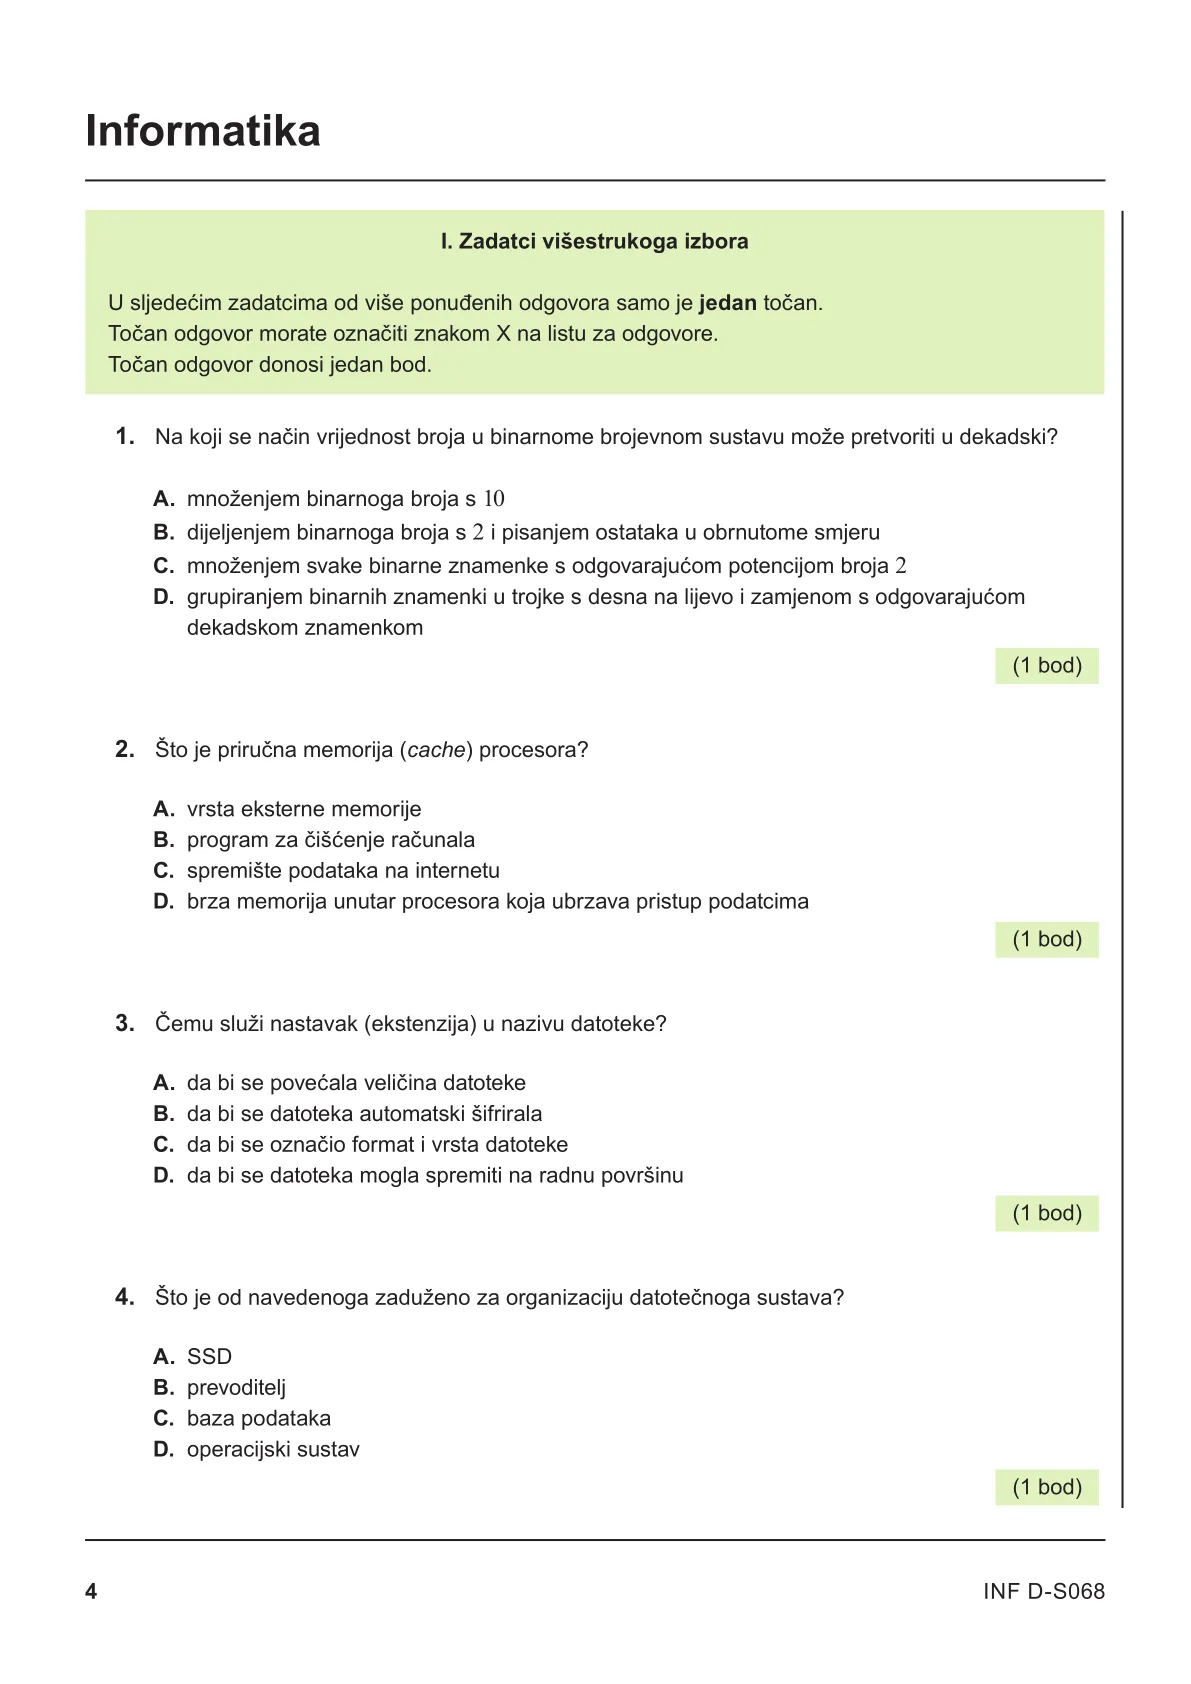 Informatika
I. Zadatci višestrukoga izbora
U sljedećim zadatcima od više ponuđenih odgovora samo je jedan točan.
Točan odgovor morate označiti znakom X na listu za odgovore.
Točan odgovor donosi jedan bod.
1. Na koji se način vrijednost broja u binarnome brojevnom sustavu može pretvoriti u dekadski?
A. množenjem binarnoga broja s 10
B. dijeljenjem binarnoga broja s 2 i pisanjem ostataka u obrnutome smjeru
C. množenjem svake binarne znamenke s odgovarajućom potencijom broja 2
D. grupiranjem binarnih znamenki u trojke s desna na lijevo i zamjenom s odgovarajućom
dekadskom znamenkom
(1 bod)
2. Što je priručna memorija (cache) procesora?
A. vrsta eksterne memorije
B. program za čišćenje računala
C. spremište podataka na internetu
D. brza memorija unutar procesora koja ubrzava pristup podatcima
(1 bod)
3. Čemu služi nastavak (ekstenzija) u nazivu datoteke?
A. da bi se povećala veličina datoteke
B. da bi se datoteka automatski šifrirala
C. da bi se označio format i vrsta datoteke
D. da bi se datoteka mogla spremiti na radnu površinu
(1 bod)
4. Što je od navedenoga zaduženo za organizaciju datotečnoga sustava?
A. SSD
B. prevoditelj
C. baza podataka
D. operacijski sustav
(1 bod)
4
INF D-S068